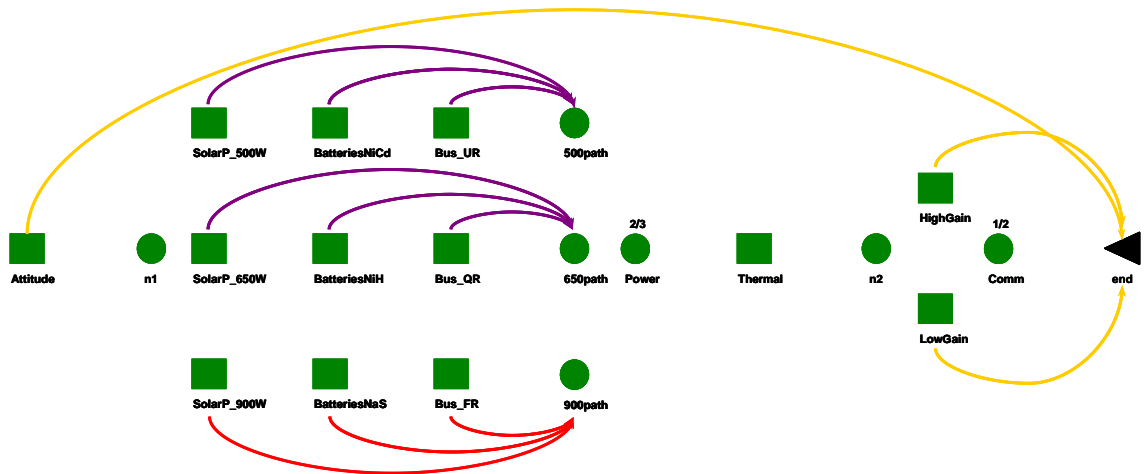 SolarP_500W BatteriesNiCd Bus_UR 500path
HighGain
2/3 1/2
Attitude n1 SolarP_650W BatteriesNiH Bus_QR 650path Power Thermal n2 Comm end
LowGain
SolarP_900W BatteriesNaS Bus_FR 900path